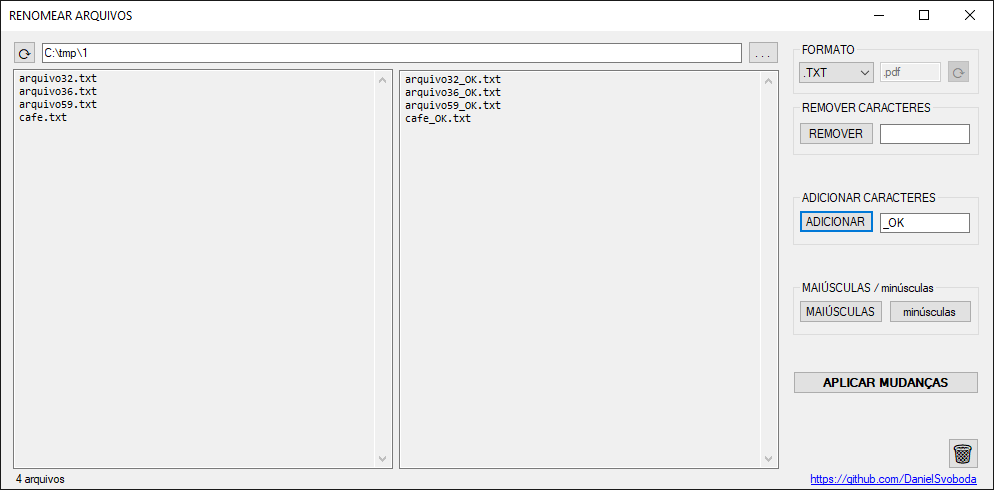 RENOMEAR ARQUIVOS
C:\tmp\1
...
arquivo32.txt
arquivo36.txt
arquivo59.txt
cafe.txt
arquivo32_OK.txt
arquivo36_OK.txt
arquivo59_OK.txt
cafe_OK.txt
FORMATO
.TXT
.pdf
REMOVER CARACTERES
REMOVER
ADICIONAR CARACTERES
ADICIONAR
_OK
MAIÚSCULAS / minúsculas
MAIÚSCULAS
minúsculas
APLICAR MUDANÇAS
4 arquivos
https://github.com/DanielSvoboda